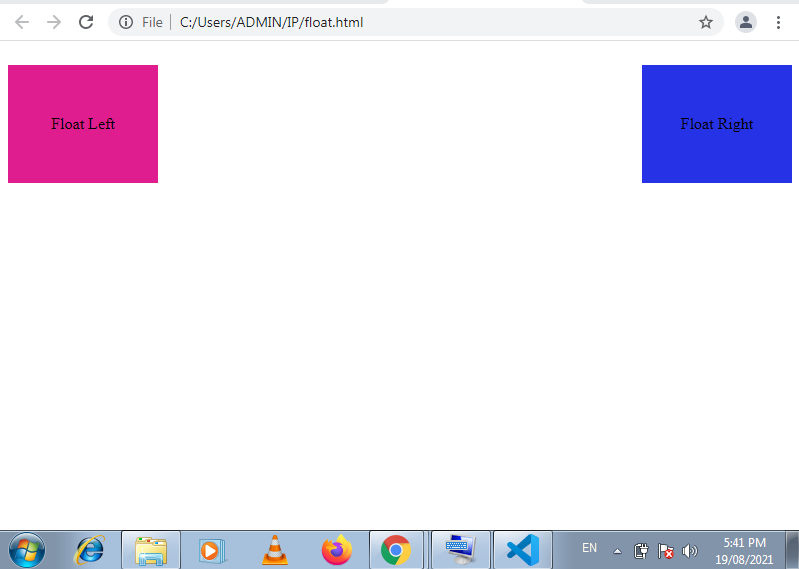 File | C:/Users/ADMIN/IP/float.html
Float Left
Float Right
EN
5:41 PM
19/08/2021